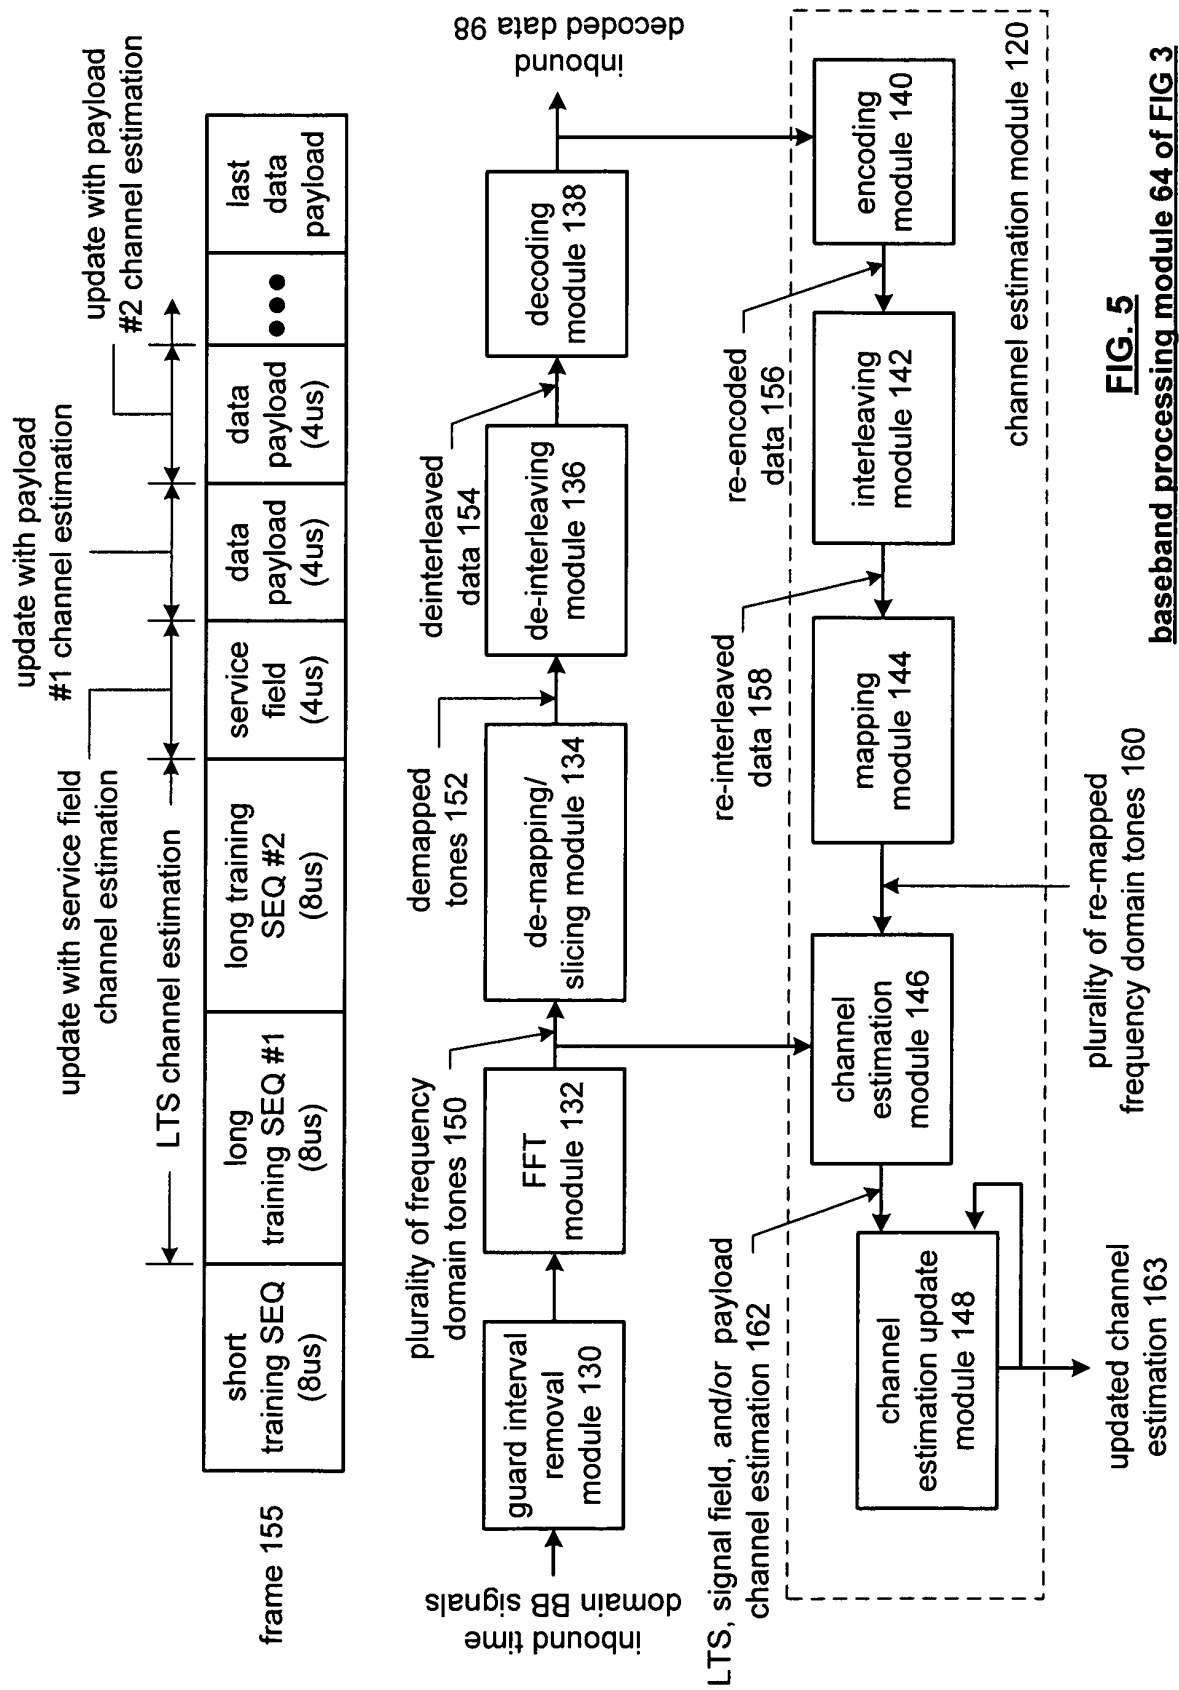 update with payload
#2 channel estimation
update with payload
#1 channel estimation
update with service field
channel estimation
LTS channel estimation
frame 155
short
training SEQ
(8us)
long
training SEQ #1
(8us)
long training
SEQ #2
(8us)
service
field
(4us)
data
payload
(4us)
data
payload
(4us)
●●●
last
data
payload
inbound time
domain BB signals
guard interval
removal
module 130
plurality of frequency
domain tones 150
FFT
module 132
demapped
tones 152
de-mapping/
slicing module 134
deinterleaved
data 154
de-interleaving
module 136
decoding
module 138
inbound
decoded data 98
re-encoded
data 156
encoding
module 140
re-interleaved
data 158
interleaving
module 142
mapping
module 144
plurality of re-mapped
frequency domain tones 160
channel
estimation
module 146
LTS, signal field, and/or payload
channel estimation 162
channel
estimation update
module 148
updated channel
estimation 163
channel estimation module 120
FIG. 5
baseband processing module 64 of FIG 3